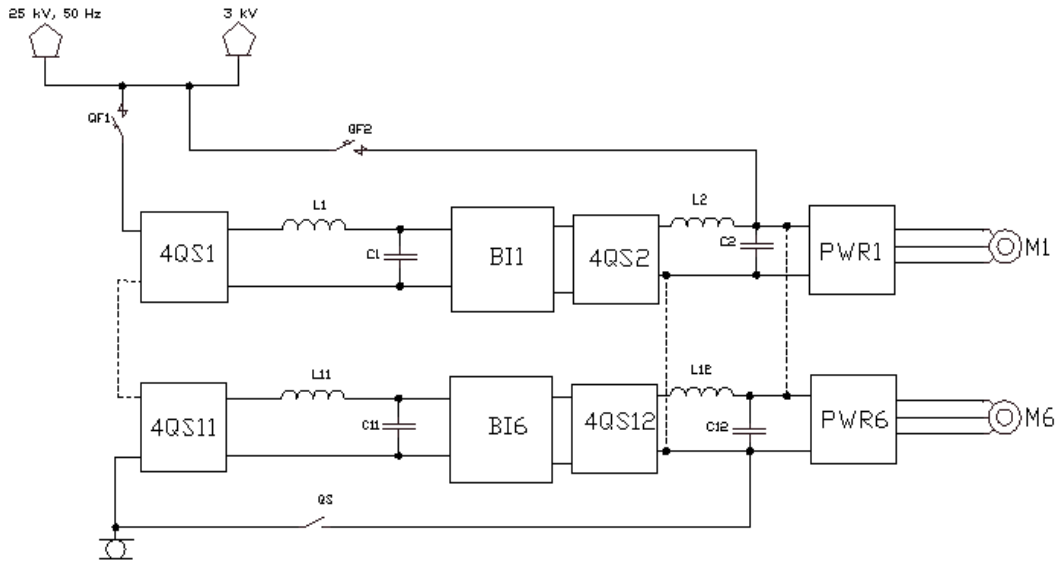 25 kV, 50 Hz
3 kV
QF1
QF2
L1
L2
4QS1
C1
BI1
4QS2
C2
PWR1
M1
L11
L12
4QS11
C11
BI6
4QS12
C12
PWR6
M6
QS